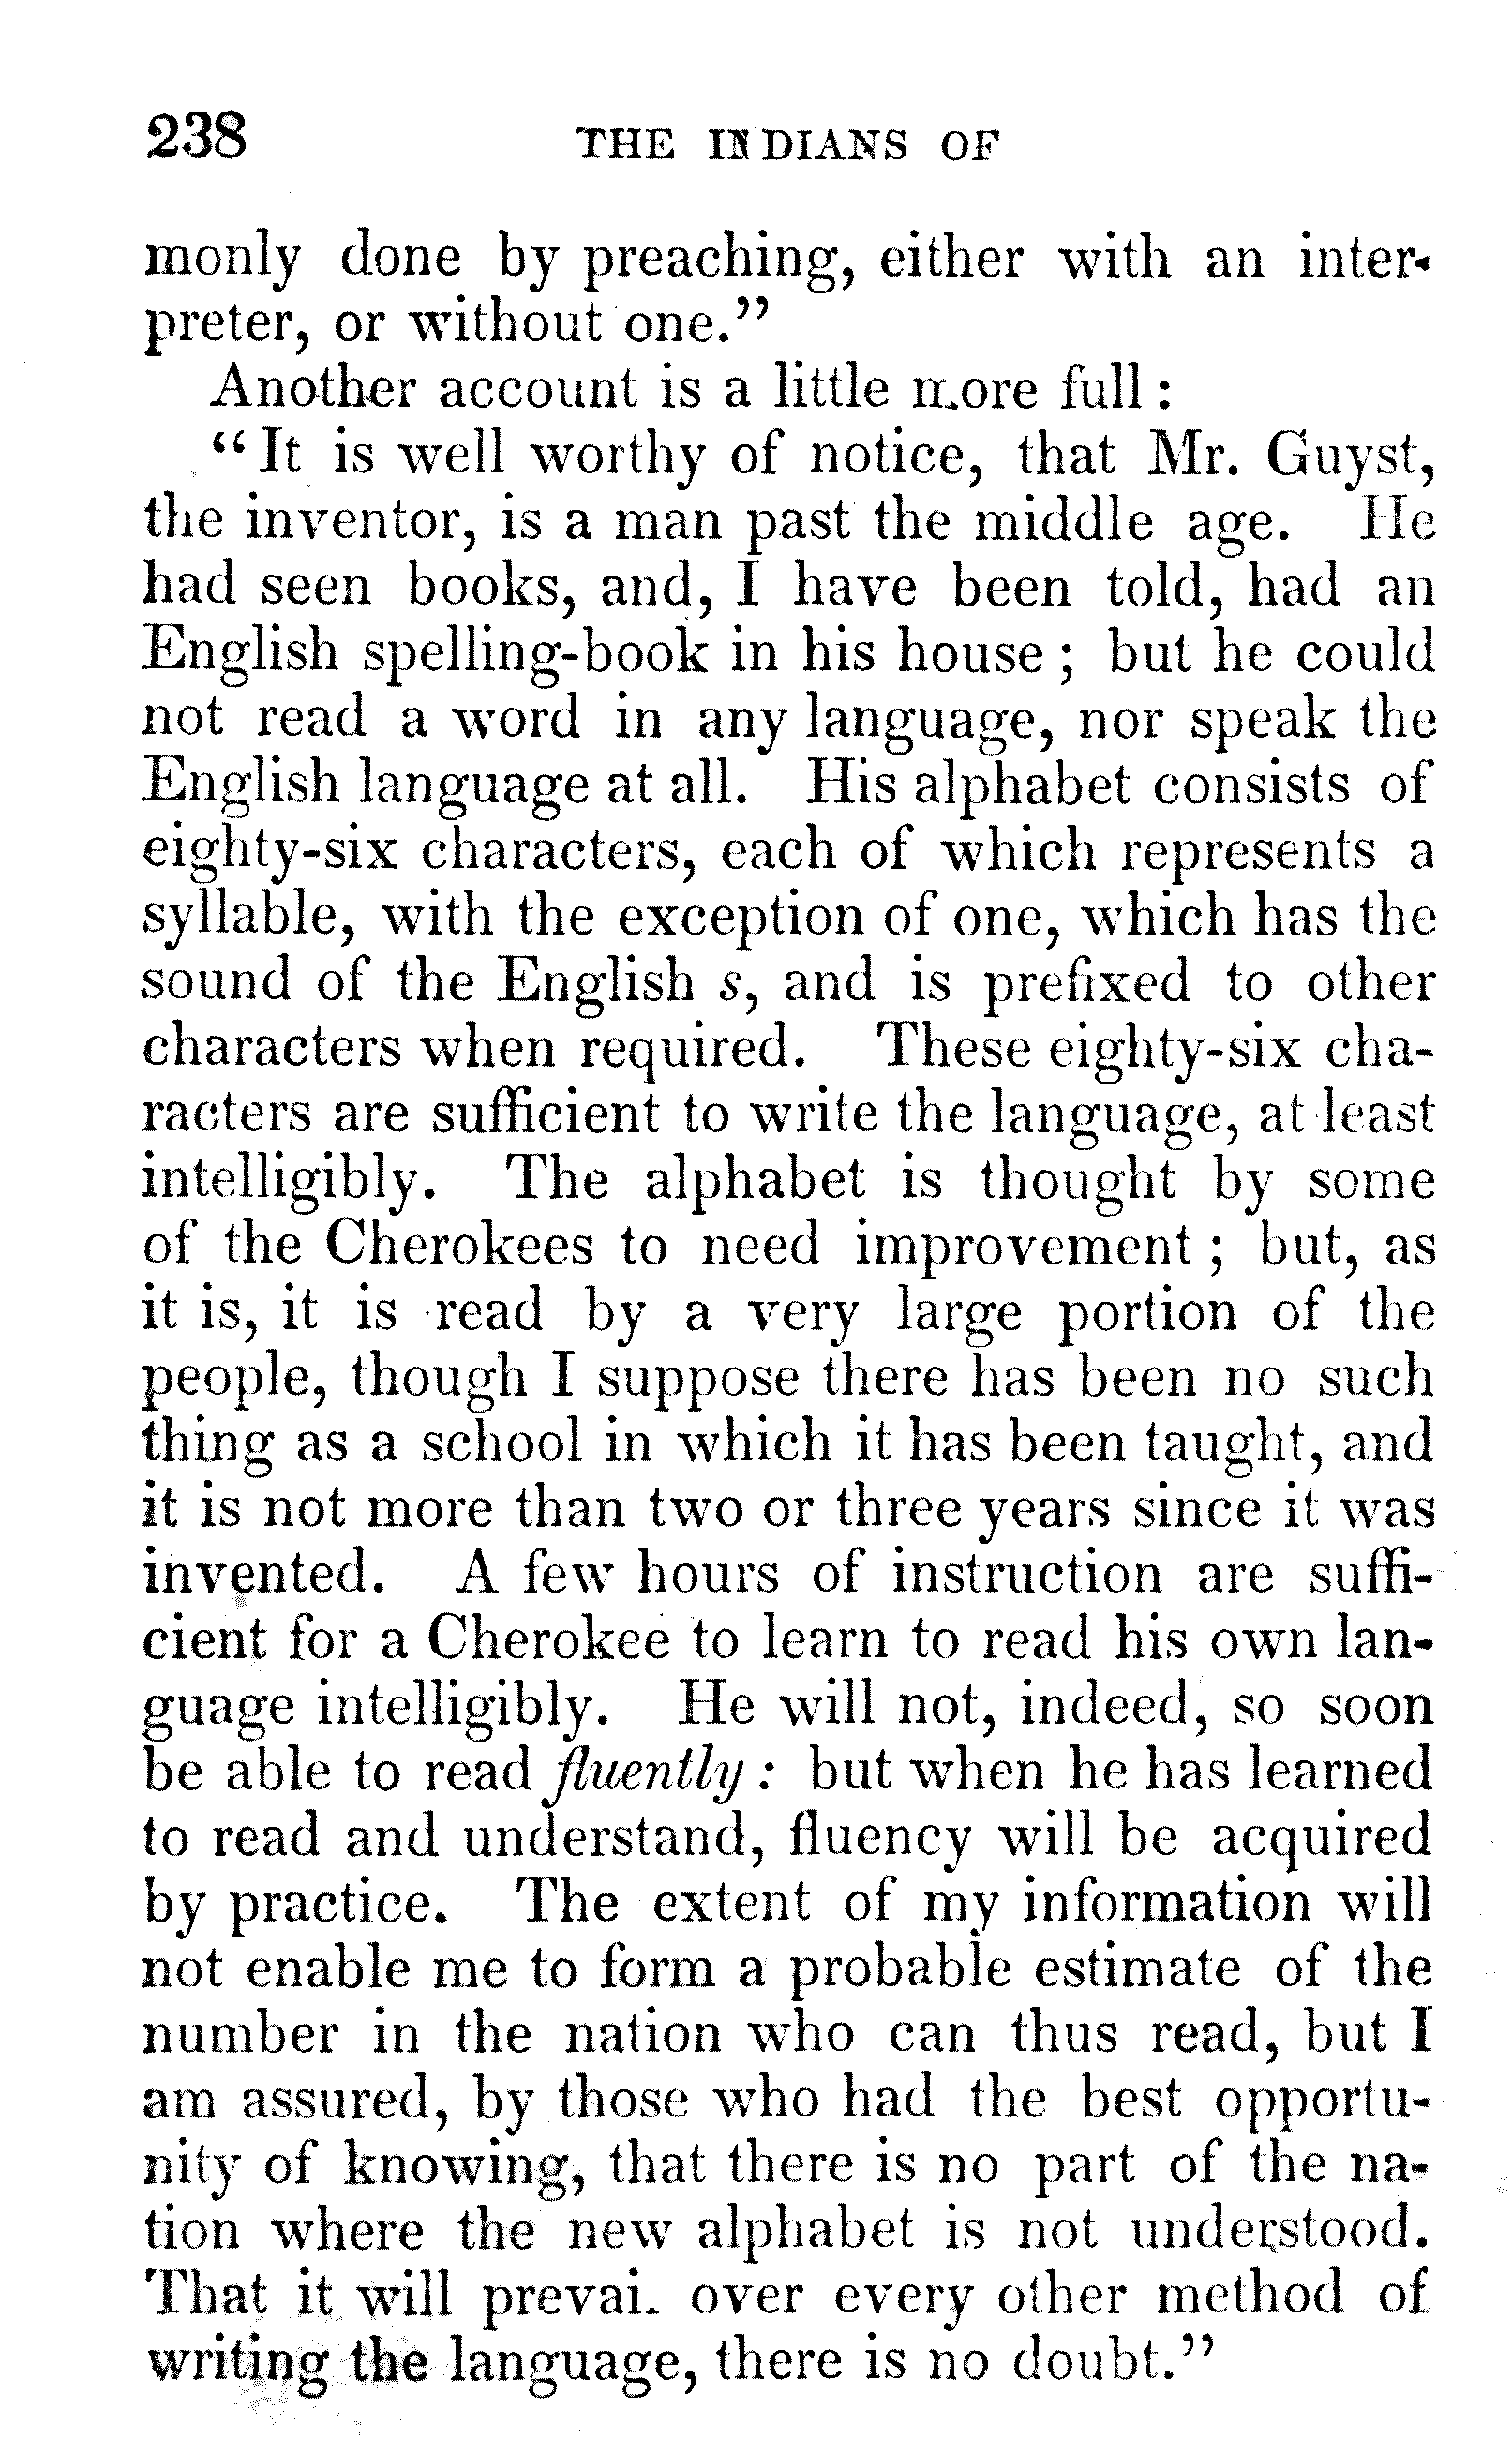 238 THE INDIANS OF
monly done by preaching, either with an inter-
preter, or without one."
Another account is a little more full :
"It is well worthy of notice, that Mr. Guyst,
the inventor, is a man past the middle age. He
had seen books, and, I have been told, had an
English spelling-book in his house ; but he could
not read a word in any language, nor speak the
English language at all. His alphabet consists of
eighty-six characters, each of which represents a
syllable, with the exception of one, which has the
sound of the English s, and is prefixed to other
characters when required. These eighty-six cha-
racters are sufficient to write the language, at least
intelligibly. The alphabet is thought by some
of the Cherokees to need improvement ; but, as
it is, it is read by a very large portion of the
people, though I suppose there has been no such
thing as a school in which it has been taught, and
it is not more than two or three years since it was
invented. A few hours of instruction are suffi-
cient for a Cherokee to learn to read his own lan-
guage intelligibly. He will not, indeed, so soon
be able to read fluently : but when he has learned
to read and understand, fluency will be acquired
by practice. The extent of my information will
not enable me to form a probable estimate of the
number in the nation who can thus read, but I
am assured, by those who had the best opportu-
nity of knowing, that there is no part of the na-
tion where the new alphabet is not understood.
That it will prevail over every other method of
writing the language, there is no doubt."